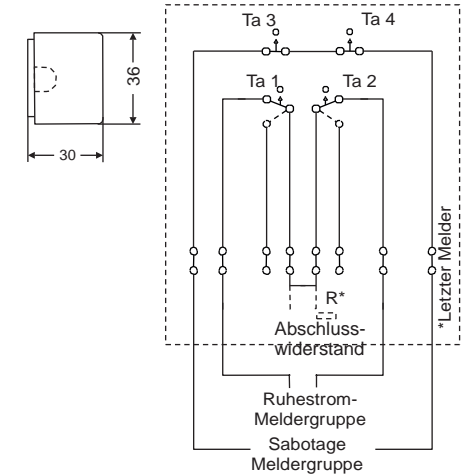 Ta 3
Ta 4
Ta 1
Ta 2
36
30
*Letzter Melder
R*
Abschluss-
widerstand
Ruhestrom-
Meldergruppe
Sabotage
Meldergruppe